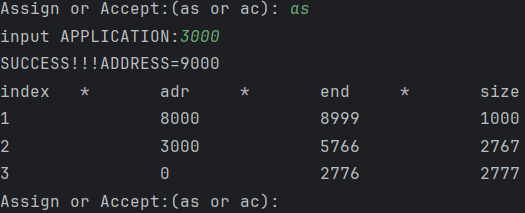 Assign or Accept:(as or ac): as
input APPLICATION:3000
SUCCESS!!!ADDRESS=9000
index * adr * end * size
1 8000 8999 1000
2 3000 5766 2767
3 0 2776 2777
Assign or Accept:(as or ac):